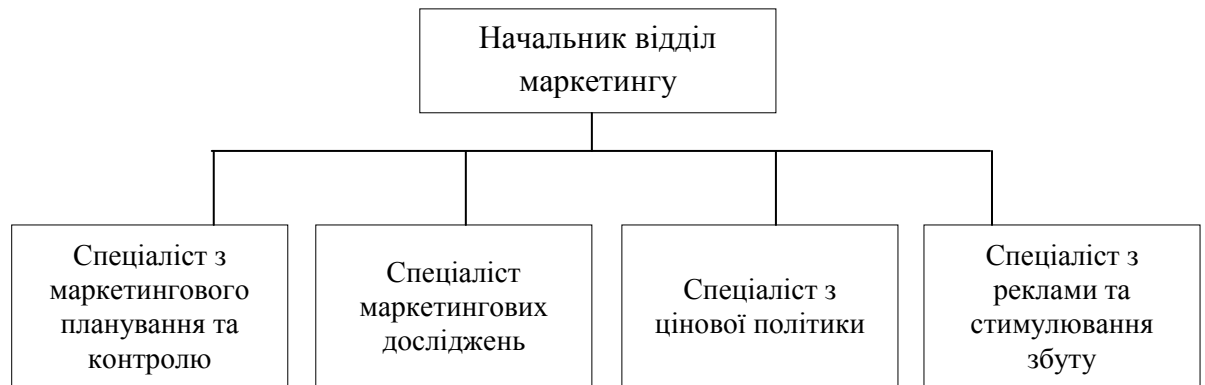 Начальник відділ
маркетингу
Спеціаліст з
маркетингового
планування та
контролю
Спеціаліст
маркетингових
досліджень
Спеціаліст з
цінової політики
Спеціаліст з
реклами та
стимулювання
збуту